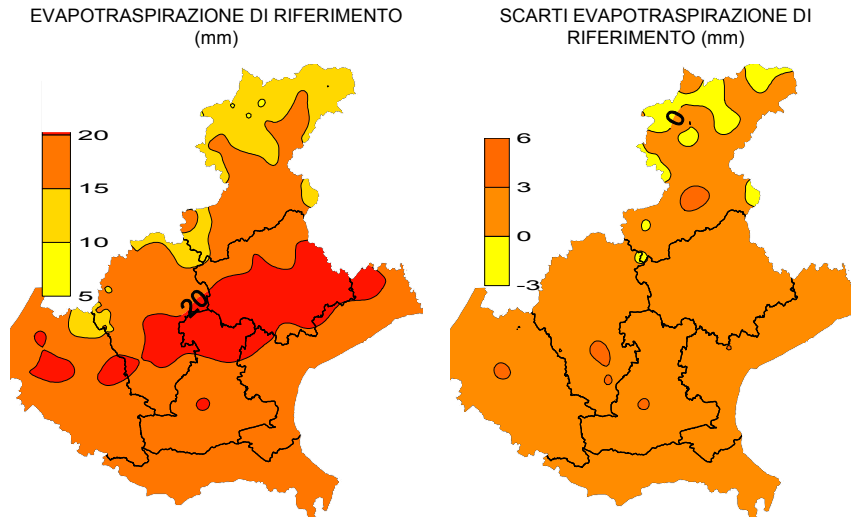 EVAPOTRASPIRAZIONE DI RIFERIMENTO
(mm)
20
15
10
5
20
SCARTI EVAPOTRASPIRAZIONE DI
RIFERIMENTO (mm)
6
3
0
-3
0